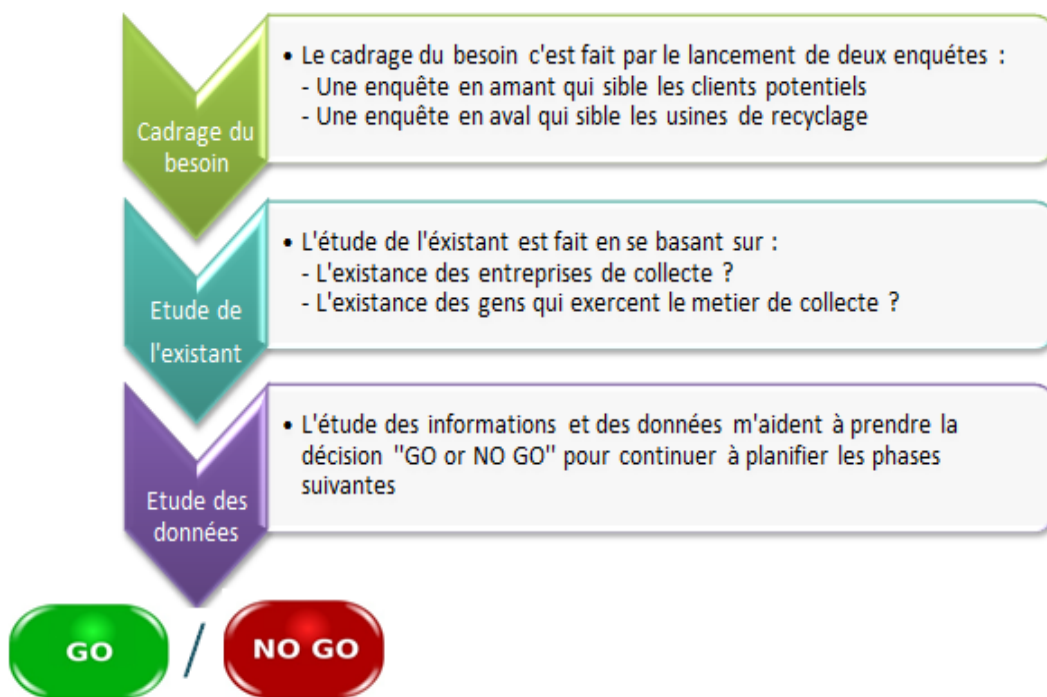 Cadrage du
besoin
• Le cadrage du besoin c'est fait par le lancement de deux enquétes :
- Une enquête en amant qui sible les clients potentiels
- Une enquête en aval qui sible les usines de recyclage
Etude de
l'existant
• L'étude de l'éxistant est fait en se basant sur :
- L'existance des entreprises de collecte ?
- L'existance des gens qui exercent le metier de collecte ?
Etude des
données
• L'étude des informations et des données m'aident à prendre la
décision "GO or NO GO" pour continuer à planifier les phases
suivantes
GO / NO GO